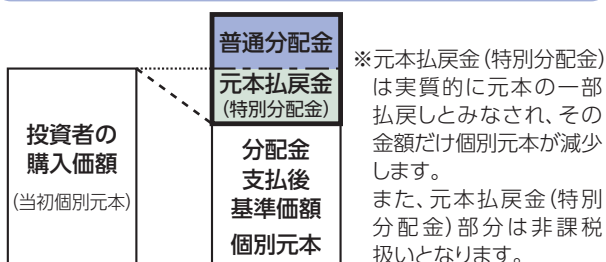 普通分配金
元本払戻金
(特別分配金)
投資者の
購入価額
(当初個別元本)
分配金
支払後
基準価額
個別元本
※元本払戻金(特別分配金)
は実質的に元本の一部
払戻しとみなされ、その
金額だけ個別元本が減少
します。
また、元本払戻金(特別
分配金)部分は非課税
扱いとなります。